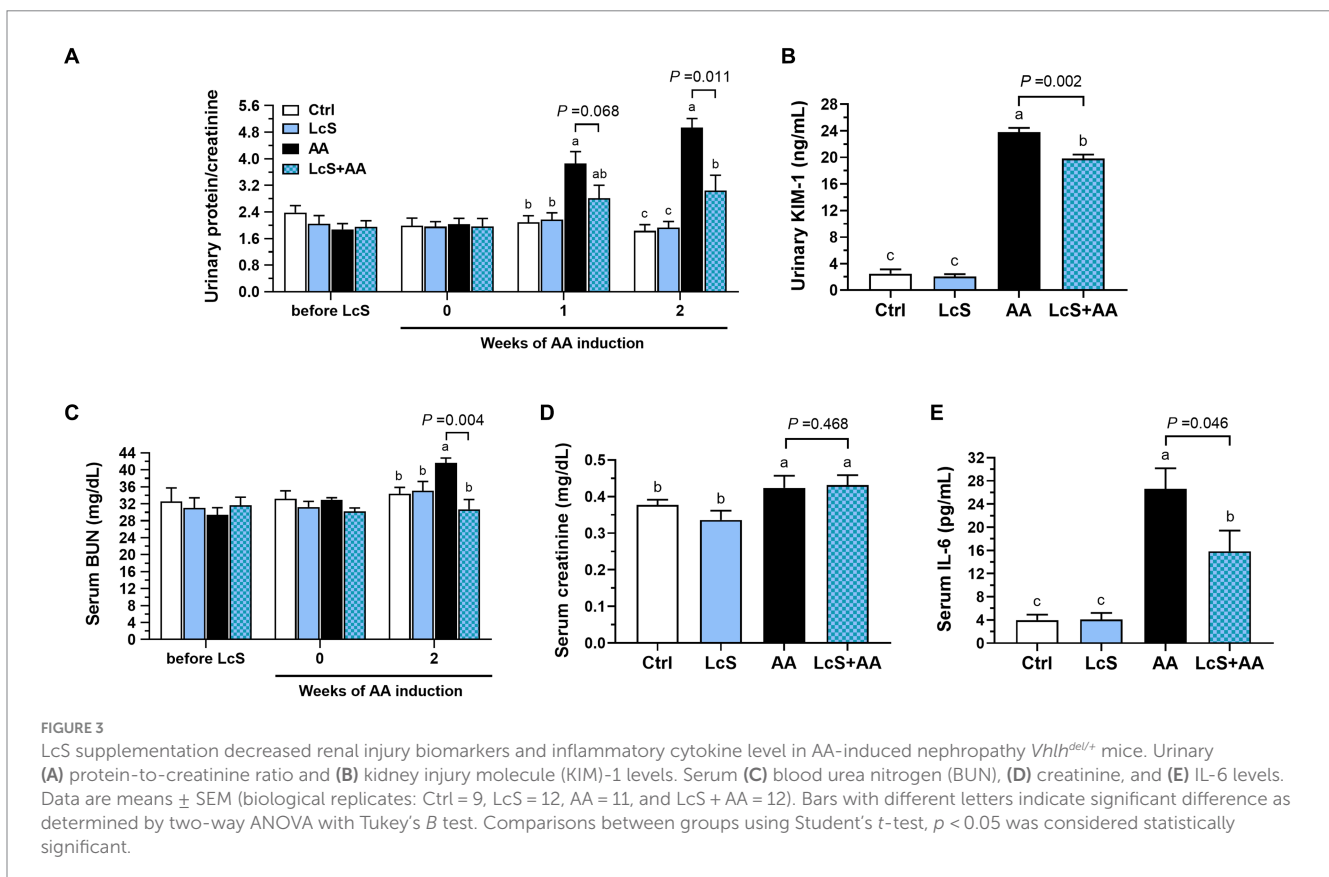 A
P =0.011
P =0.068
Urinary protein/creatinine
5.6
4.8
4.0
3.2
2.4
1.6
0.8
0.0
Ctrl
LcS
AA
LcS+AA
a
b b ab
a
c c b
before LcS 0 1 2
Weeks of AA induction
B
P =0.002
Urinary KIM-1 (ng/mL)
28
24
20
16
12
8
4
0
c c a b
Ctrl LcS AA LcS+AA
C
P =0.004
Serum BUN (mg/dL)
44
40
36
32
28
24
20
16
12
8
4
0
b b a b
before LcS 0 2
Weeks of AA induction
D
P =0.468
Serum creatinine (mg/dL)
0.5
0.4
0.3
0.2
0.1
0.0
b b a a
Ctrl LcS AA LcS+AA
E
P =0.046
Serum IL-6 (pg/mL)
32
28
24
20
16
12
8
4
0
c c a b
Ctrl LcS AA LcS+AA
FIGURE 3
LcS supplementation decreased renal injury biomarkers and inflammatory cytokine level in AA-induced nephropathy Vhlhdel/+ mice. Urinary
(A) protein-to-creatinine ratio and (B) kidney injury molecule (KIM)-1 levels. Serum (C) blood urea nitrogen (BUN), (D) creatinine, and (E) IL-6 levels.
Data are means ± SEM (biological replicates: Ctrl = 9, LcS = 12, AA = 11, and LcS + AA = 12). Bars with different letters indicate significant difference as
determined by two-way ANOVA with Tukey's B test. Comparisons between groups using Student's t-test, p < 0.05 was considered statistically
significant.